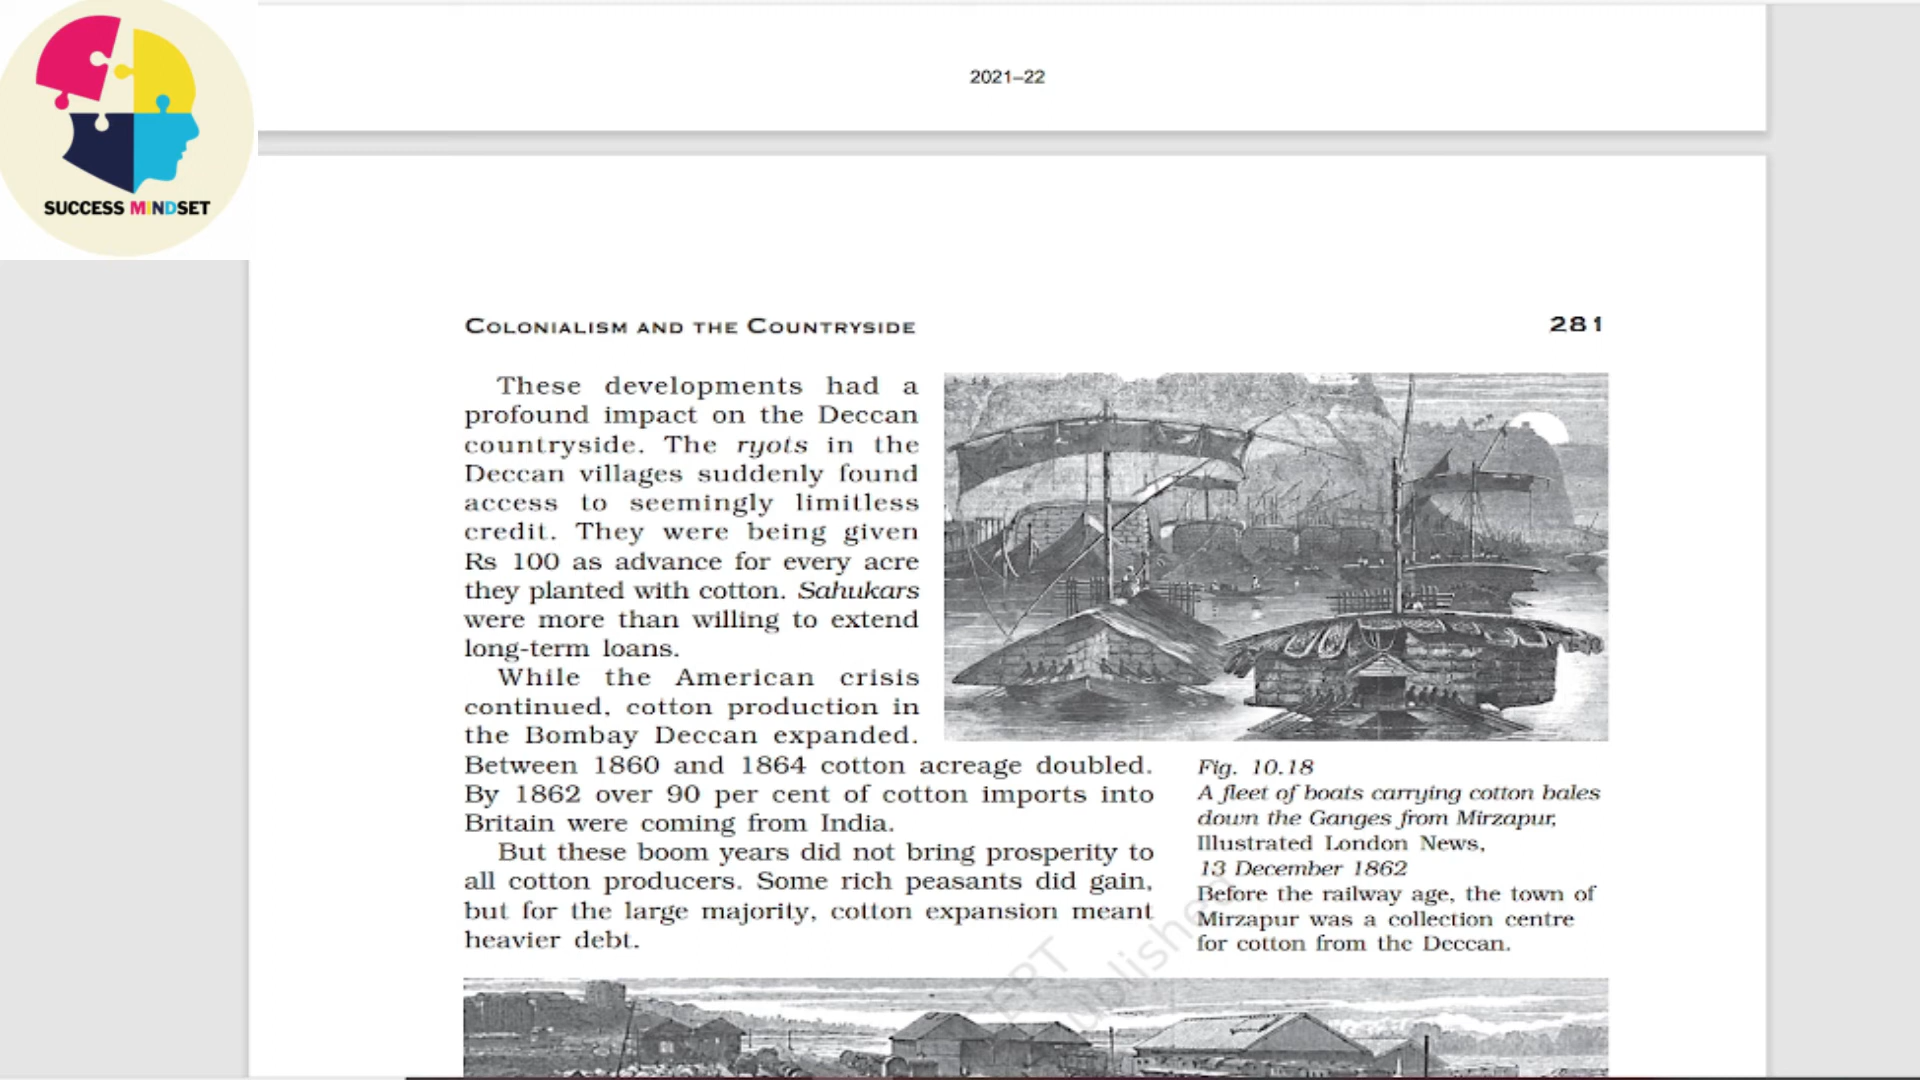 SUCCESS MINDSET
2021–22
COLONIALISM AND THE COUNTRYSIDE
281
These developments had a
profound impact on the Deccan
countryside. The ryots in the
Deccan villages suddenly found
access to seemingly limitless
credit. They were being given
Rs 100 as advance for every acre
they planted with cotton. Sahukars
were more than willing to extend
long-term loans.
While the American crisis
continued, cotton production in
the Bombay Deccan expanded.
Between 1860 and 1864 cotton acreage doubled.
By 1862 over 90 per cent of cotton imports into
Britain were coming from India.
But these boom years did not bring prosperity to
all cotton producers. Some rich peasants did gain,
but for the large majority, cotton expansion meant
heavier debt.
Fig. 10.18
A fleet of boats carrying cotton bales
down the Ganges from Mirzapur,
Illustrated London News,
13 December 1862
Before the railway age, the town of
Mirzapur was a collection centre
for cotton from the Deccan.